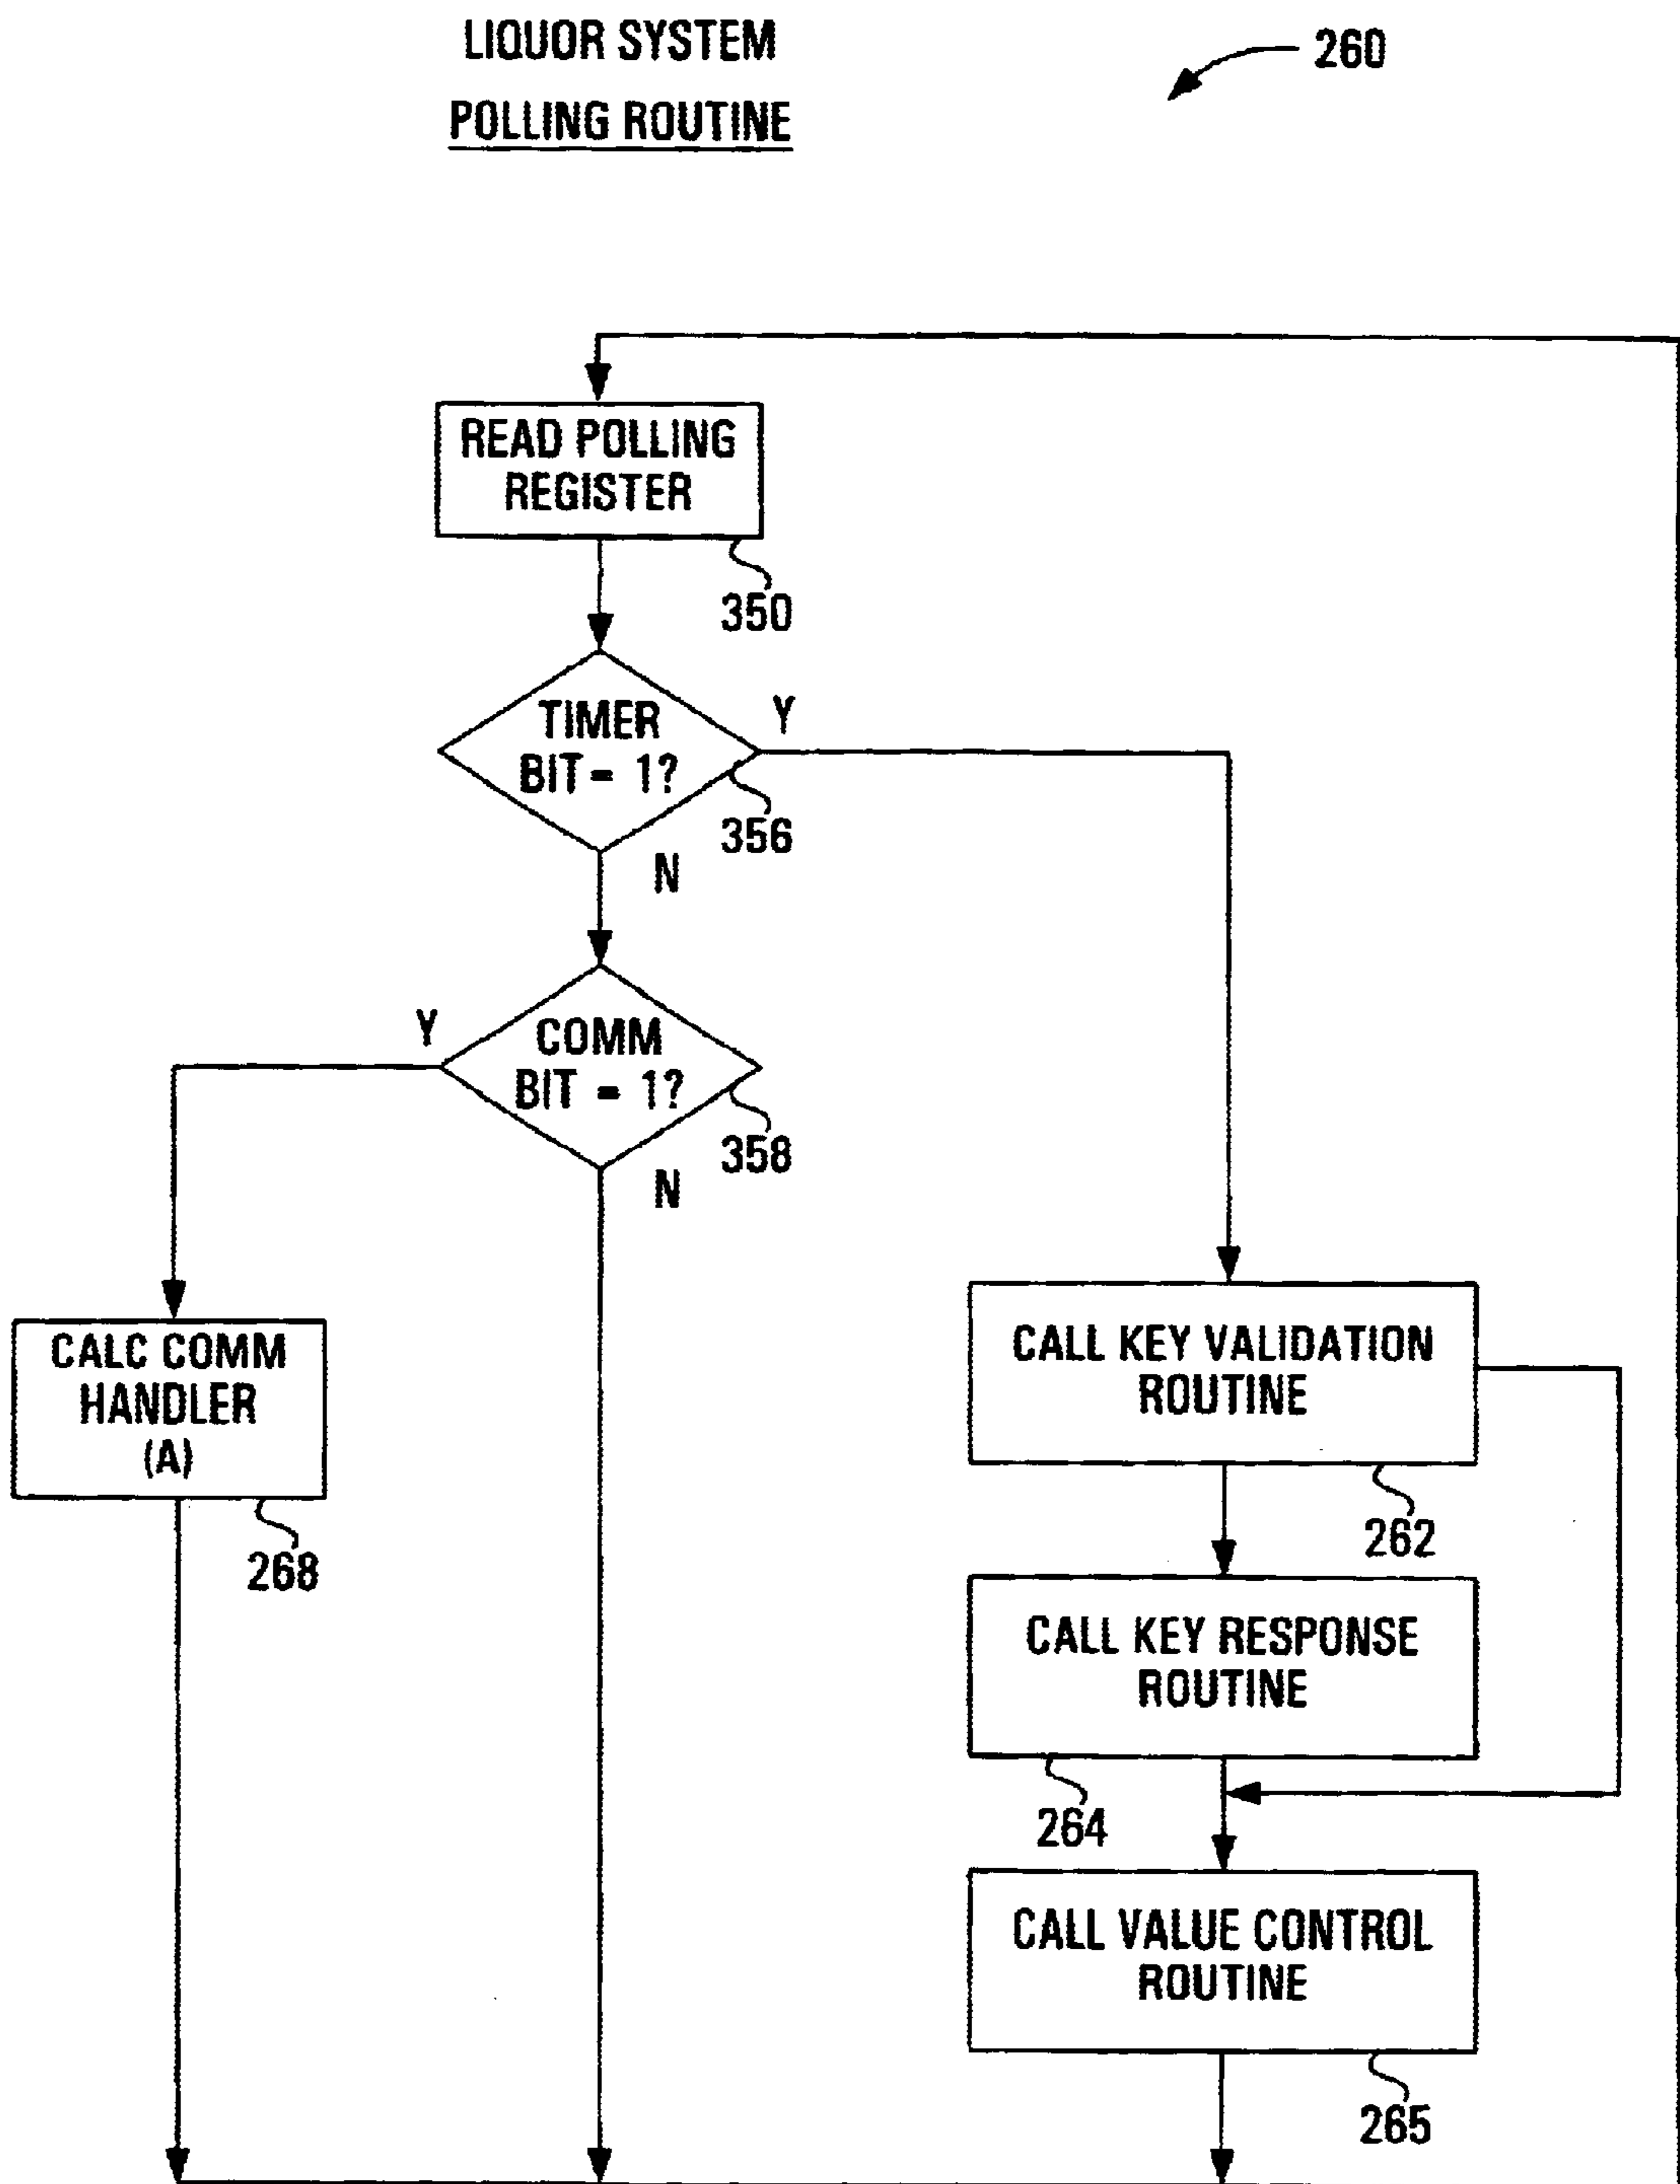 LIQUOR SYSTEM
POLLING ROUTINE
260
READ POLLING
REGISTER
350
TIMER
BIT = 1?
Y
356
N
COMM
BIT = 1?
Y
358
N
CALC COMM
HANDLER
(A)
268
CALL KEY VALIDATION
ROUTINE
262
CALL KEY RESPONSE
ROUTINE
264
CALL VALUE CONTROL
ROUTINE
265